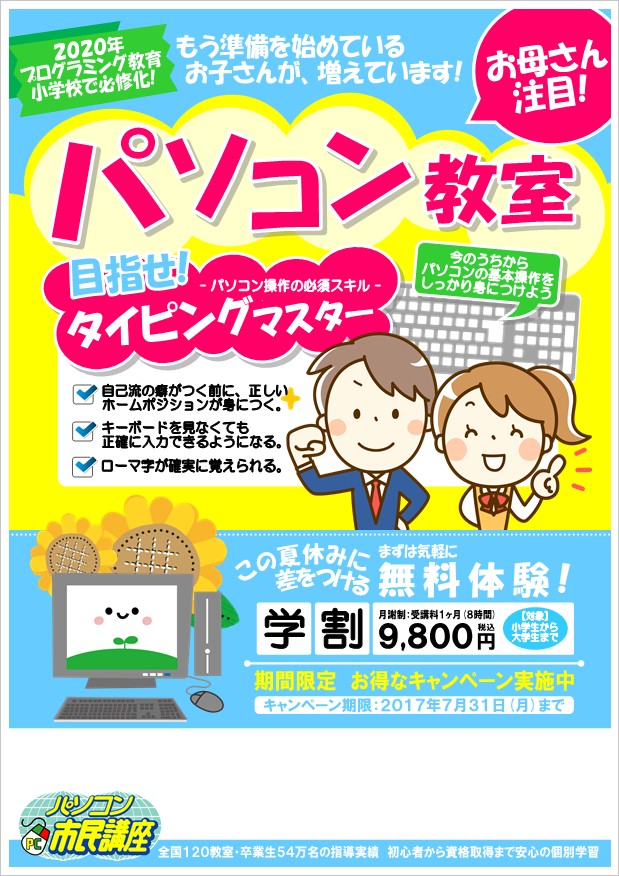 2020年
プログラミング教育
小学校で必修化!
もう準備を始めている
お子さんが、増えています!
お母さん
注目!
パソコン教室
目指せ!
- パソコン操作の必須スキル -
タイピングマスター
今のうちから
パソコンの基本操作を
しっかり身につけよう
自己流の癖がつく前に、正しい
ホームポジションが身につく。
キーボードを見なくても
正確に入力できるようになる。
ローマ字が確実に覚えられる。
この夏休みに
差をつける
まずは気軽に
無料体験!
学割
月謝制:受講料1ヶ月(8時間)
9,800円税込
【対象】
小学生から
大学生まで
期間限定 お得なキャンペーン実施中
キャンペーン期限:2017年7月31日(月)まで
パソコン
PC
市民講座
全国120教室・卒業生54万名の指導実績 初心者から資格取得まで安心の個別学習